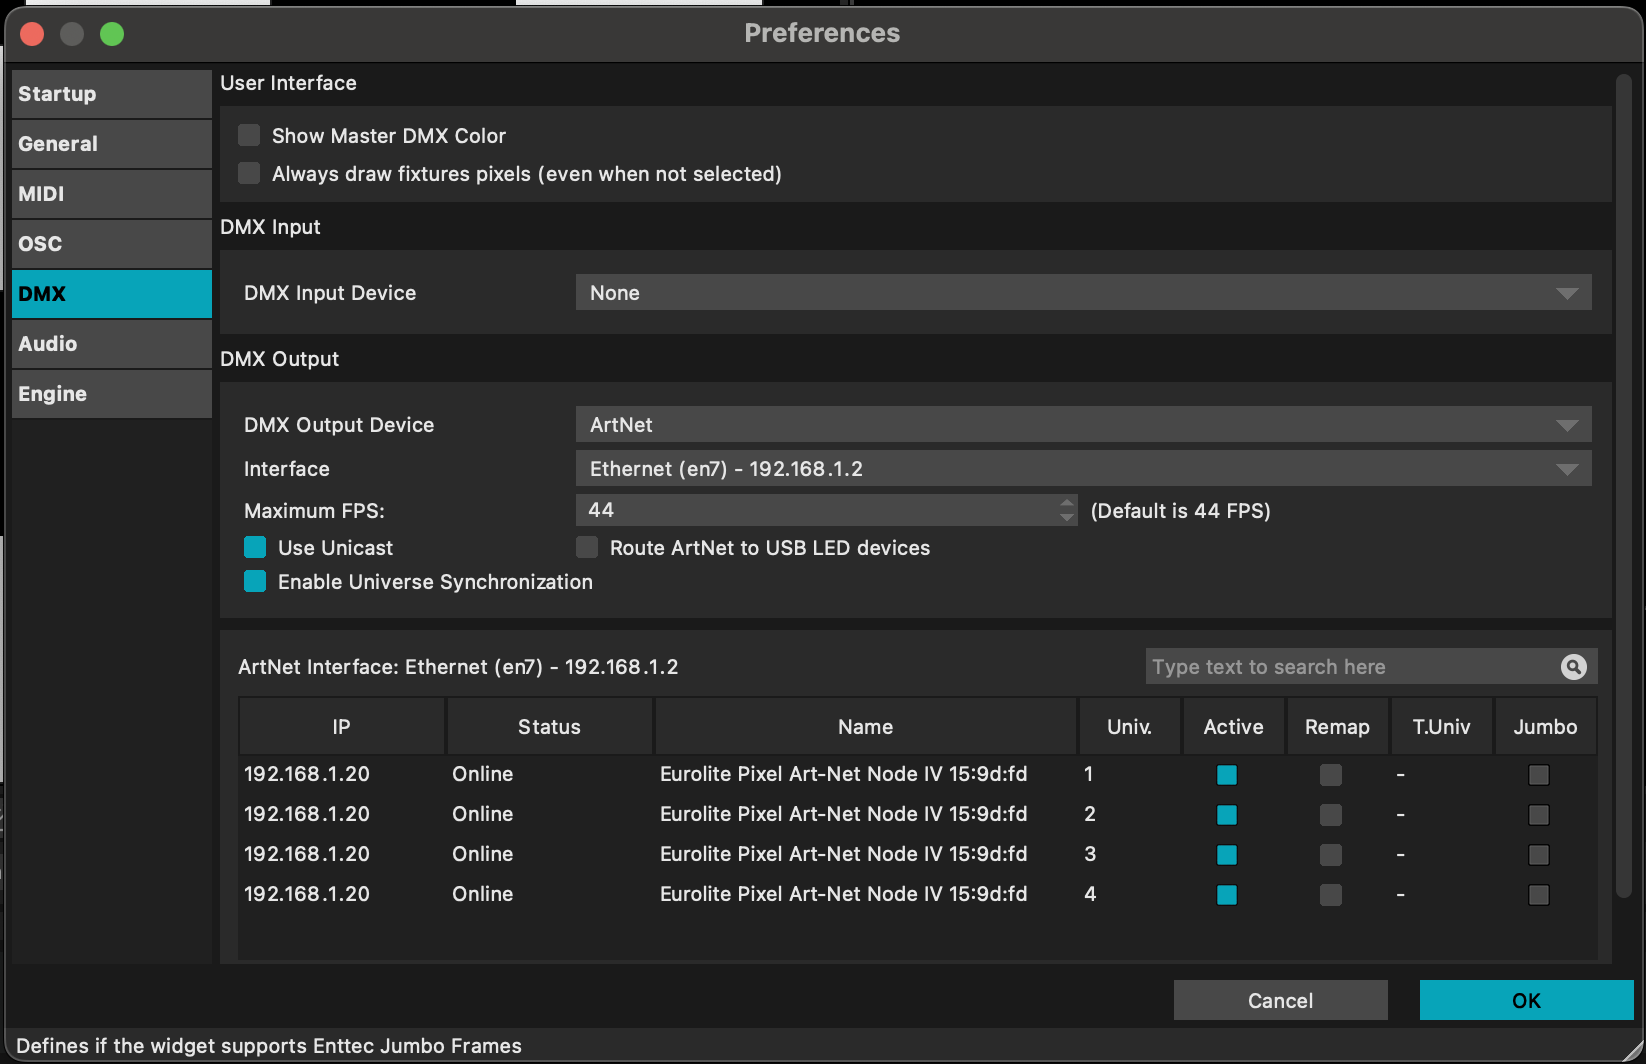 Preferences
Startup
General
MIDI
OSC
DMX
Audio
Engine
User Interface
Show Master DMX Color
Always draw fixtures pixels (even when not selected)
DMX Input
DMX Input Device None
DMX Output
DMX Output Device ArtNet
Interface Ethernet (en7) - 192.168.1.2
Maximum FPS: 44 (Default is 44 FPS)
Use Unicast Route ArtNet to USB LED devices
Enable Universe Synchronization
ArtNet Interface: Ethernet (en7) - 192.168.1.2 Type text to search here
IP Status Name Univ. Active Remap T.Univ Jumbo
192.168.1.20 Online Eurolite Pixel Art-Net Node IV 15:9d:fd 1 -
192.168.1.20 Online Eurolite Pixel Art-Net Node IV 15:9d:fd 2 -
192.168.1.20 Online Eurolite Pixel Art-Net Node IV 15:9d:fd 3 -
192.168.1.20 Online Eurolite Pixel Art-Net Node IV 15:9d:fd 4 -
Cancel OK
Defines if the widget supports Enttec Jumbo Frames